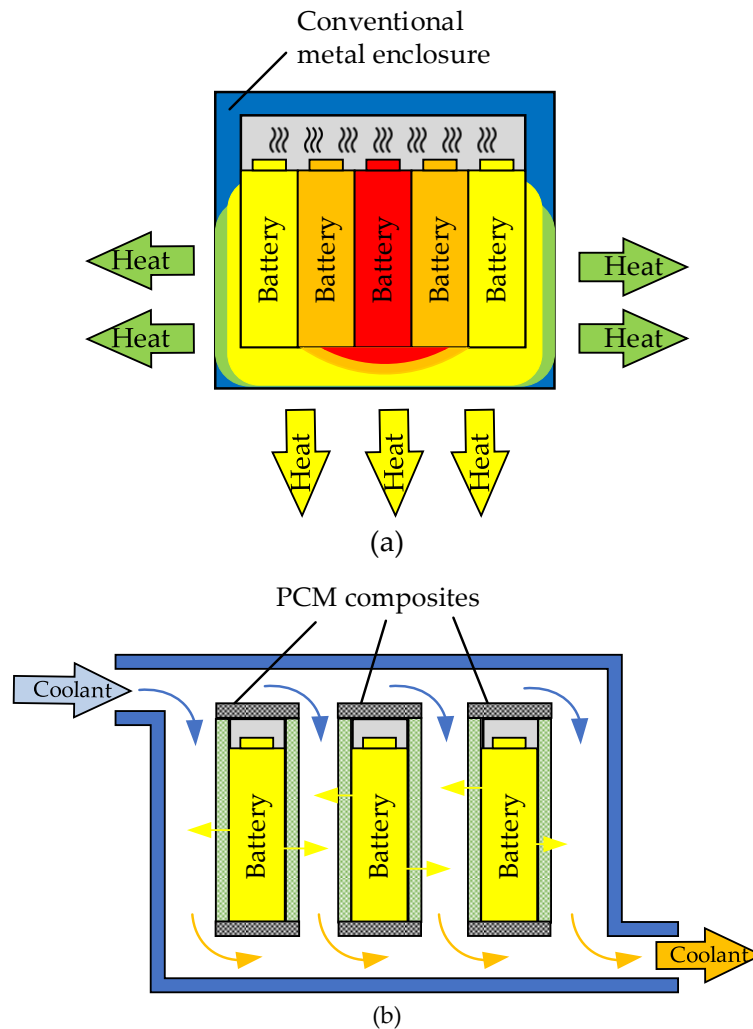 Conventional
metal enclosure
Battery
Battery
Battery
Battery
Battery
Heat
Heat
Heat
Heat
Heat
Heat
Heat
(a)
PCM composites
Coolant
Battery
Battery
Battery
Coolant
(b)